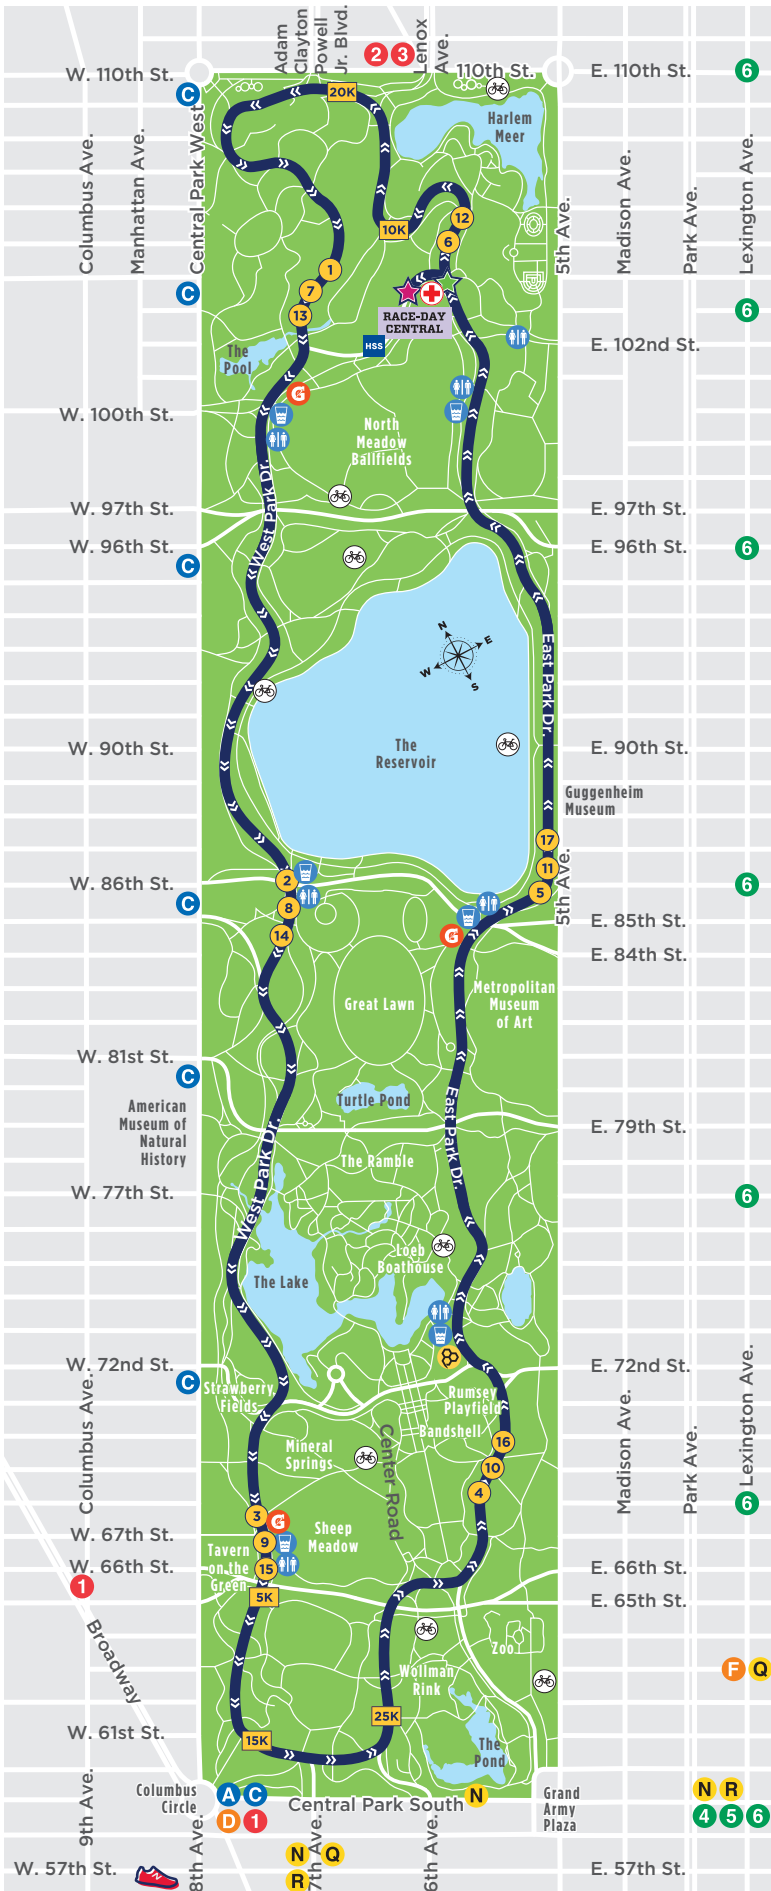 Adam
Clayton
Powell
Jr. Blvd.
2
3
Lenox
Ave.
W. 110th St.
110th St.
E. 110th St.
6
C
20K
Harlem
Meer
Columbus Ave.
Manhattan Ave.
Central Park West
5th Ave.
Madison Ave.
Park Ave.
Lexington Ave.
12
10K
6
1
7
13
C
RACE-DAY
CENTRAL
6
HSS
E. 102nd St.
The
Pool
G
W. 100th St.
North
Meadow
Ballfields
West Park Dr.
W. 97th St.
E. 97th St.
W. 96th St.
E. 96th St.
6
C
N
E
W
S
East Park Dr.
W. 90th St.
The
Reservoir
E. 90th St.
Guggenheim
Museum
17
11
5
5th Ave.
2
W. 86th St.
6
8
C
E. 85th St.
14
G
E. 84th St.
Great Lawn
Metropolitan
Museum
of Art
W. 81st St.
C
American
Museum of
Natural
History
Turtle Pond
East Park Dr.
West Park Dr.
E. 79th St.
The Ramble
W. 77th St.
6
Loeb
Boathouse
The Lake
W. 72nd St.
E. 72nd St.
C
Strawberry
Fields
Rumsey
Playfield
Bandshell
Columbus Ave.
Center Road
Madison Ave.
Park Ave.
Lexington Ave.
Mineral
Springs
16
10
4
6
3
G
W. 67th St.
9
Sheep
Meadow
Tavern
on the
Green
W. 66th St.
15
E. 66th St.
1
5K
E. 65th St.
Broadway
Zoo
F
Q
Wollman
Rink
25K
W. 61st St.
15K
The
Pond
Columbus
Circle
A
C
D
1
Central Park South
N
Grand
Army
Plaza
N
R
4
5
6
9th Ave.
8th Ave.
7th Ave.
6th Ave.
N
Q
R
W. 57th St.
N
E. 57th St.